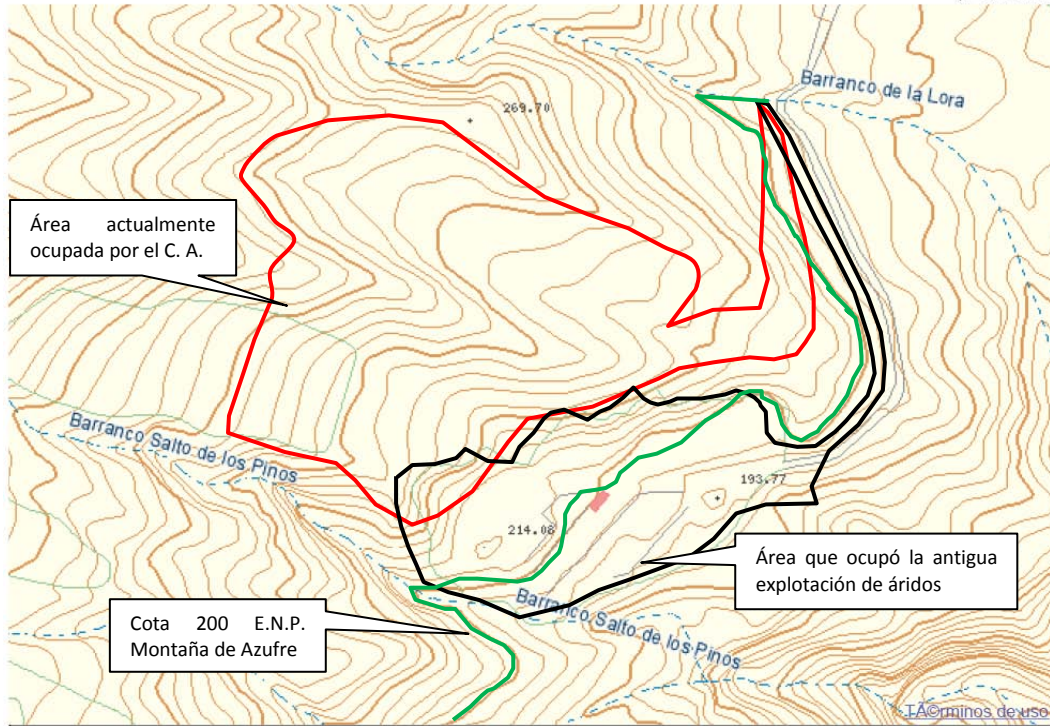 269.70
Barranco de la Lora
Área actualmente
ocupada por el C. A.
Barranco Salto de los Pinos
193.77
214.08
Área que ocupó la antigua
explotación de áridos
Barranco Salto de los Pinos
Cota 200 E.N.P.
Montaña de Azufre
TÃ©rminos de uso